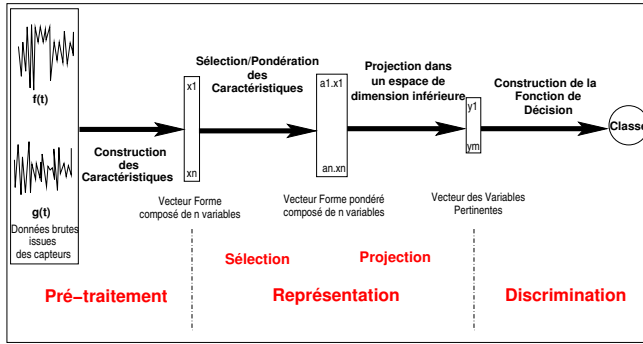 f(t)
g(t)
Données brutes
issues
des capteurs
Construction
des
Caractéristiques
x1
xn
Vecteur Forme
composé de n variables
Sélection/Pondération
des
Caractéristiques
a1.x1
an.xn
Vecteur Forme pondéré
composé de n variables
Projection dans
un espace de
dimension inférieure
y1
ym
Vecteur des Variables
Pertinentes
Construction de la
Fonction de
Décision
Classe
Sélection
Projection
Pré-traitement
Représentation
Discrimination